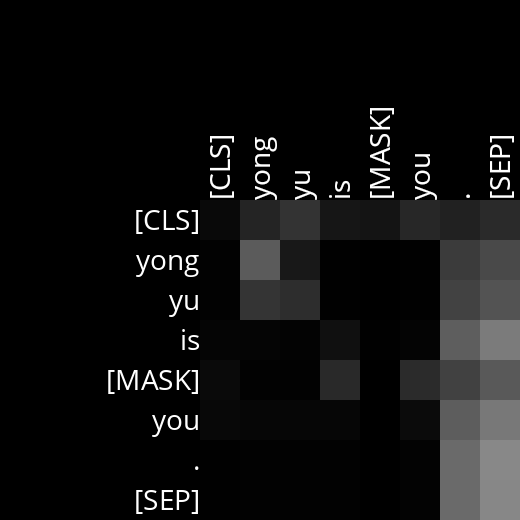 [CLS] yong yu is [MASK] you . [SEP]
[CLS]
yong
yu
is
[MASK]
you
.
[SEP]